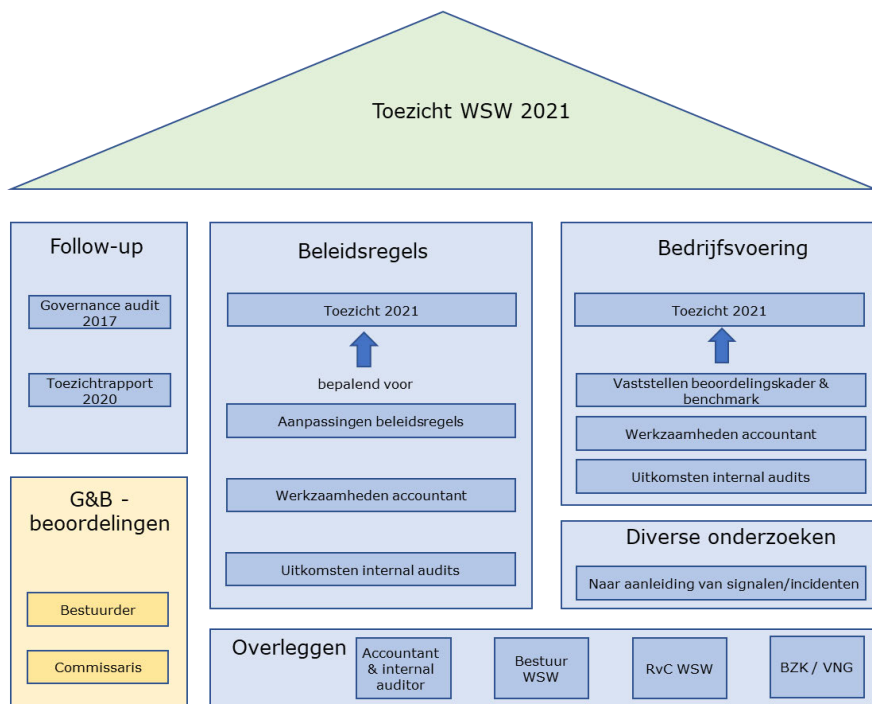 Toezicht WSW 2021
Follow-up
Governance audit
2017
Toezichtrapport
2020
G&B -
beoordelingen
Bestuurder
Commissaris
Beleidsregels
Toezicht 2021
bepalend voor
Aanpassingen beleidsregels
Werkzaamheden accountant
Uitkomsten internal audits
Bedrijfsvoering
Toezicht 2021
Vaststellen beoordelingskader &
benchmark
Werkzaamheden accountant
Uitkomsten internal audits
Diverse onderzoeken
Naar aanleiding van signalen/incidenten
Overleggen
Accountant
& internal
auditor
Bestuur
WSW
RvC WSW
BZK / VNG